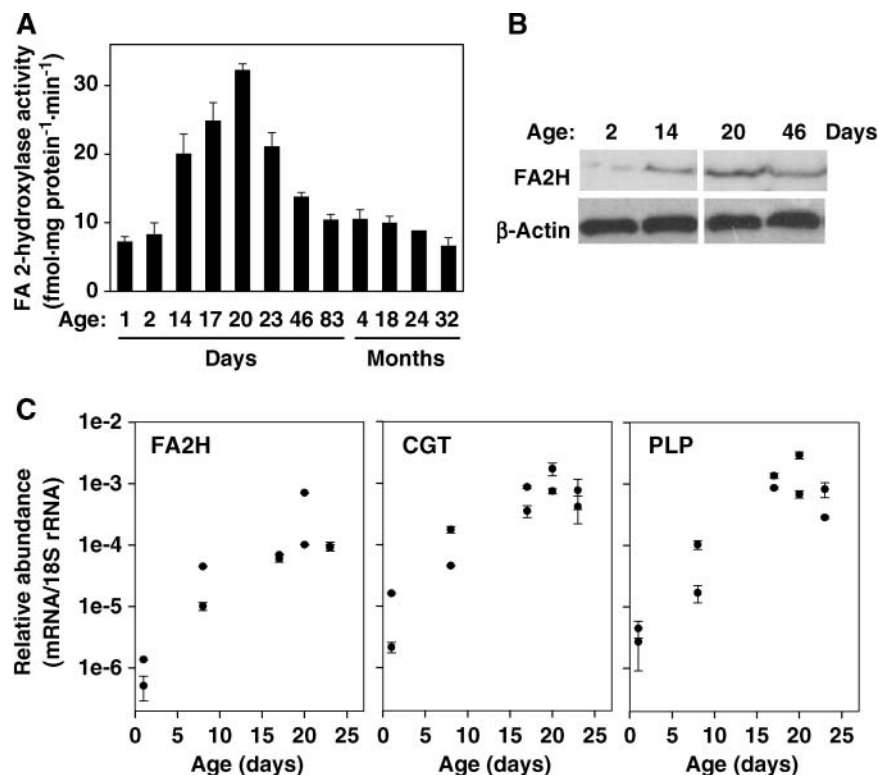 A
FA 2-hydroxylase activity
(fmol·mg protein-1·min-1)
30
20
10
0
Age: 1 2 14 17 20 23 46 83 4 18 24 32
Days Months
B
Age: 2 14 20 46 Days
FA2H
β-Actin
C
Relative abundance
(mRNA/18S rRNA)
1e-2
1e-3
1e-4
1e-5
1e-6
FA2H CGT PLP
0 5 10 15 20 25 0 5 10 15 20 25 0 5 10 15 20 25
Age (days) Age (days) Age (days)